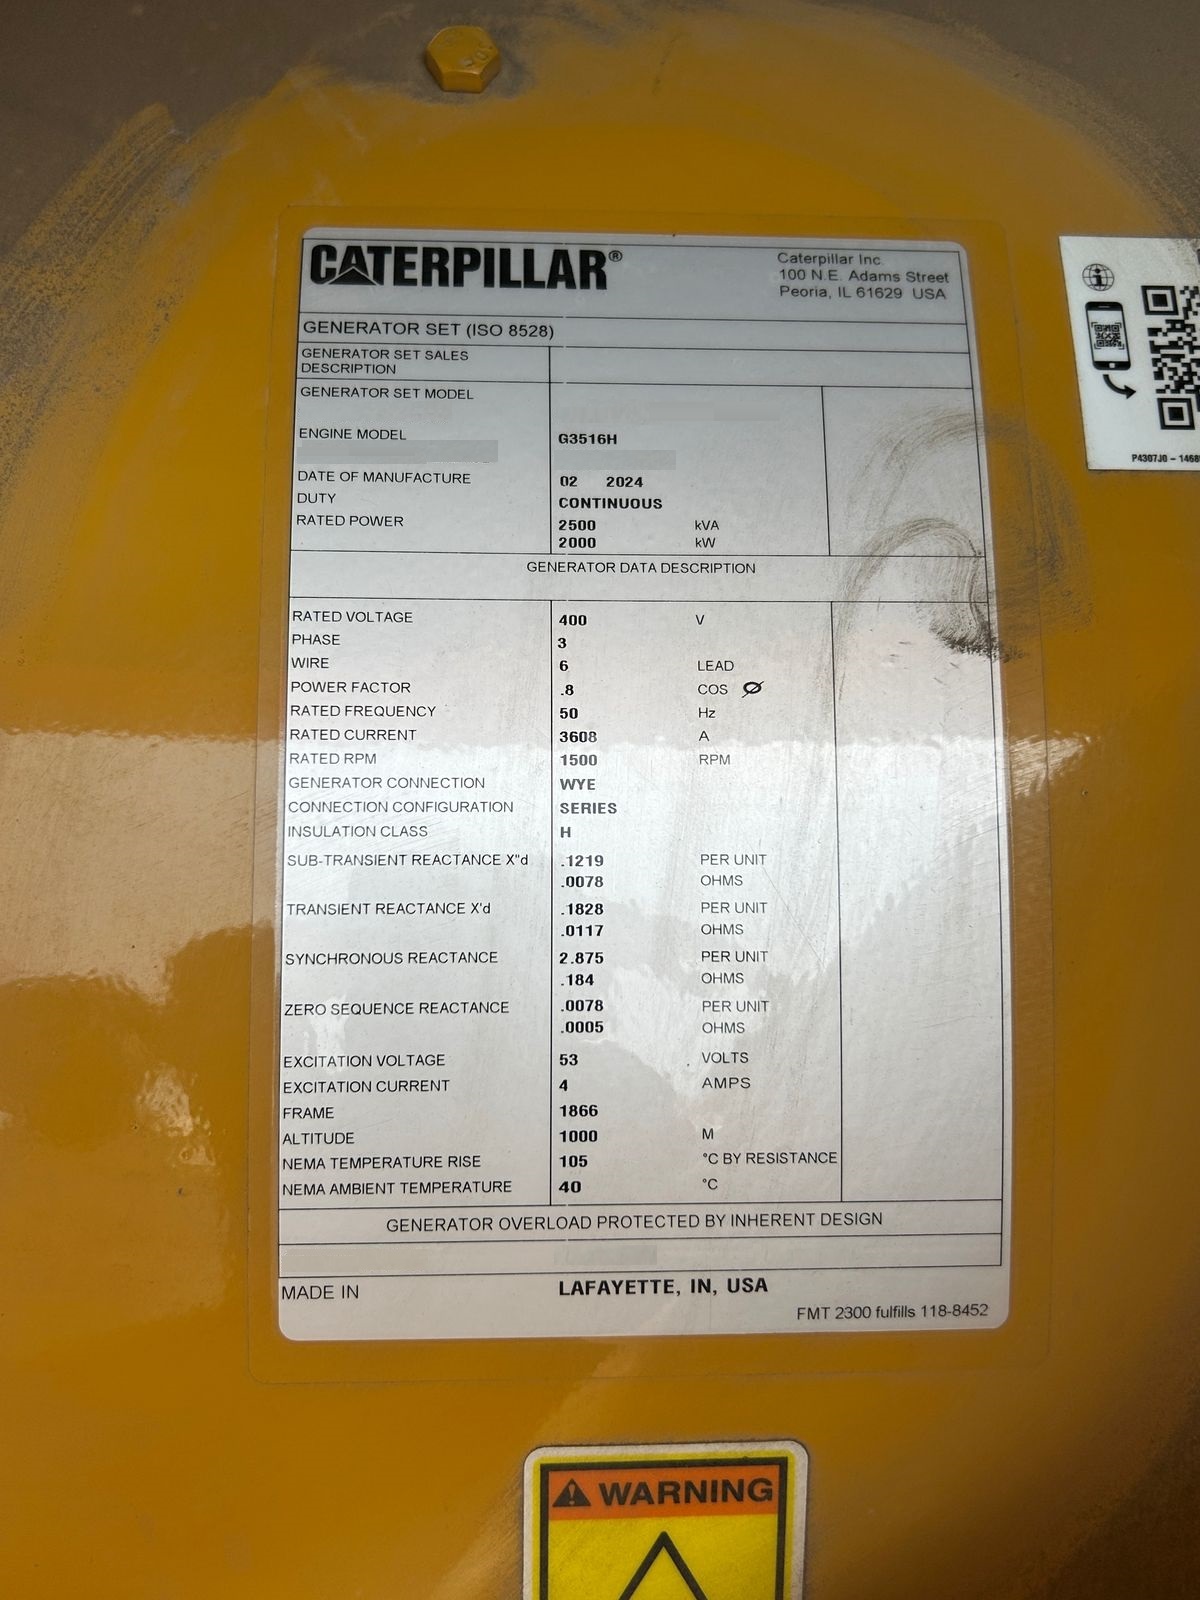 CATERPILLAR®
Caterpillar Inc.
100 N.E. Adams Street
Peoria, IL 61629 USA
GENERATOR SET (ISO 8528)
GENERATOR SET SALES
DESCRIPTION
GENERATOR SET MODEL
ENGINE MODEL G3516H
DATE OF MANUFACTURE 02 2024
DUTY CONTINUOUS
RATED POWER 2500 kVA
2000 kW
GENERATOR DATA DESCRIPTION
RATED VOLTAGE 400 V
PHASE 3
WIRE 6 LEAD
POWER FACTOR .8 COS Ø
RATED FREQUENCY 50 Hz
RATED CURRENT 3608 A
RATED RPM 1500 RPM
GENERATOR CONNECTION WYE
CONNECTION CONFIGURATION SERIES
INSULATION CLASS H
SUB-TRANSIENT REACTANCE X"d .1219 PER UNIT
.0078 OHMS
TRANSIENT REACTANCE X'd .1828 PER UNIT
.0117 OHMS
SYNCHRONOUS REACTANCE 2.875 PER UNIT
.184 OHMS
ZERO SEQUENCE REACTANCE .0078 PER UNIT
.0005 OHMS
EXCITATION VOLTAGE 53 VOLTS
EXCITATION CURRENT 4 AMPS
FRAME 1866
ALTITUDE 1000 M
NEMA TEMPERATURE RISE 105 °C BY RESISTANCE
NEMA AMBIENT TEMPERATURE 40 °C
GENERATOR OVERLOAD PROTECTED BY INHERENT DESIGN
MADE IN LAFAYETTE, IN, USA
FMT 2300 fulfills 118-8452
WARNING